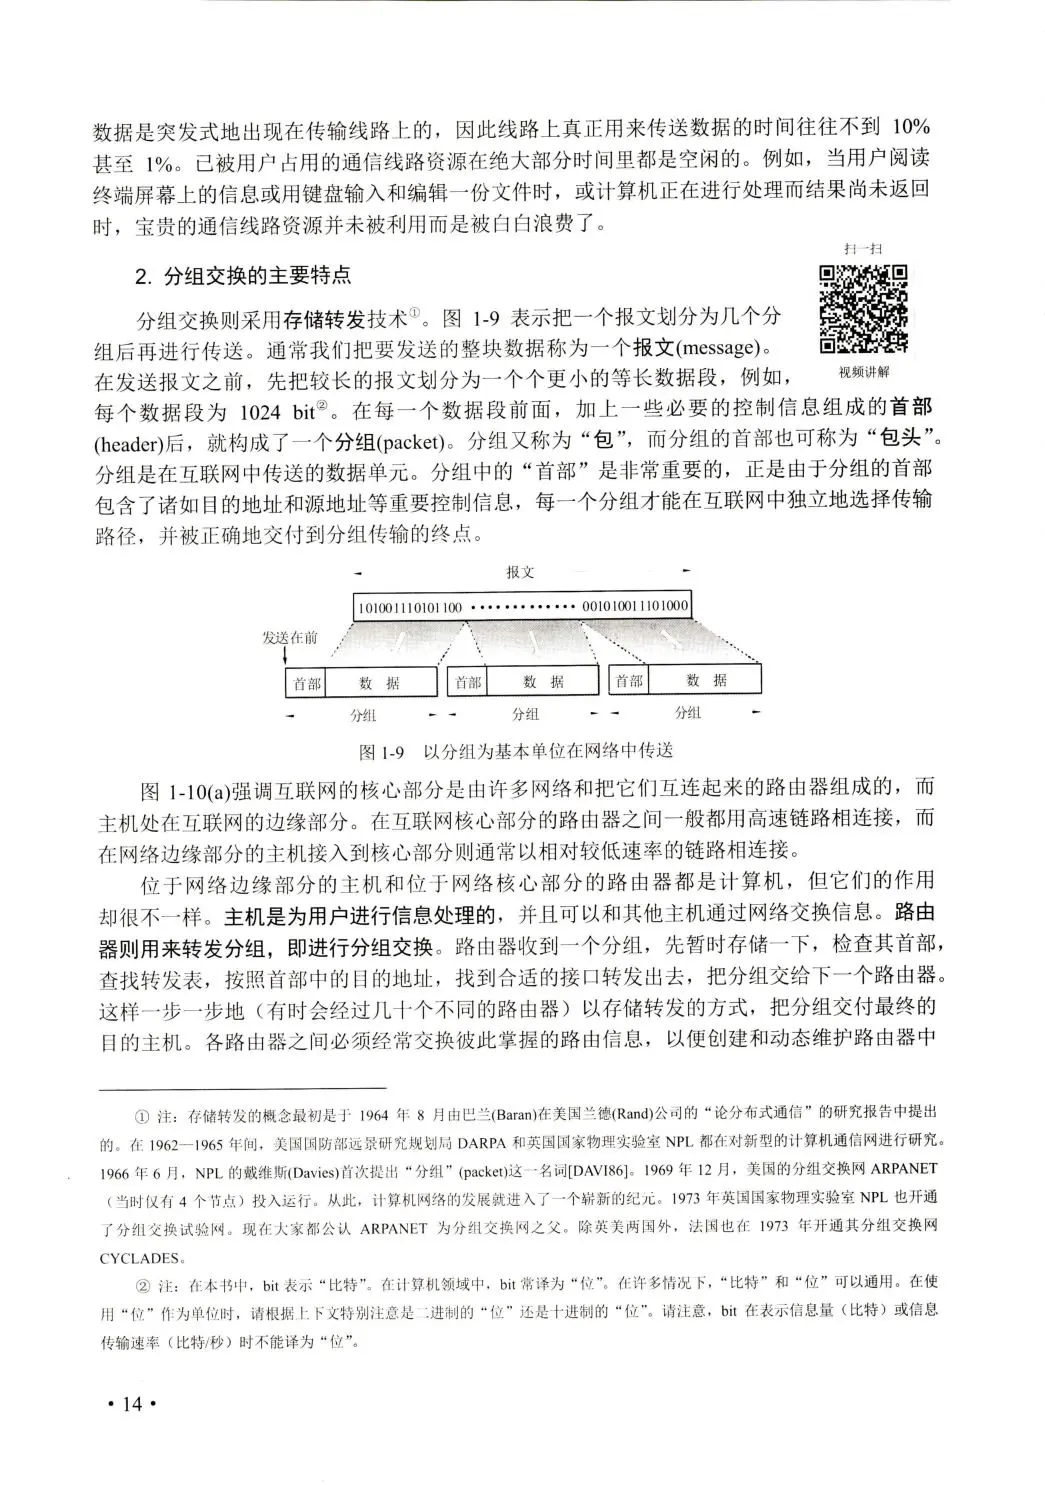 数据是突发式地出现在传输线路上的，因此线路上真正用来传送数据的时间往往不到 10%
甚至 1%。已被用户占用的通信线路资源在绝大部分时间里都是空闲的。例如，当用户阅读
终端屏幕上的信息或用键盘输入和编辑一份文件时，或计算机正在进行处理而结果尚未返回
时，宝贵的通信线路资源并未被利用而是被白白浪费了。
扫一扫
2. 分组交换的主要特点
分组交换则采用存储转发技术①。图 1-9 表示把一个报文划分为几个分
组后再进行传送。通常我们把要发送的整块数据称为一个报文(message)。
在发送报文之前，先把较长的报文划分为一个个更小的等长数据段，例如，
视频讲解
每个数据段为 1024 bit②。在每一个数据段前面，加上一些必要的控制信息组成的首部
(header)后，就构成了一个分组(packet)。分组又称为“包”，而分组的首部也可称为“包头”。
分组是在互联网中传送的数据单元。分组中的“首部”是非常重要的，正是由于分组的首部
包含了诸如目的地址和源地址等重要控制信息，每一个分组才能在互联网中独立地选择传输
路径，并被正确地交付到分组传输的终点。
报文
101001110101100 ············· 001010011101000
发送在前
首部 数 据 首部 数 据 首部 数 据
分组 分组 分组
图 1-9 以分组为基本单位在网络中传送
图 1-10(a)强调互联网的核心部分是由许多网络和把它们互连起来的路由器组成的，而
主机处在互联网的边缘部分。在互联网核心部分的路由器之间一般都用高速链路相连接，而
在网络边缘部分的主机接入到核心部分则通常以相对较低速率的链路相连接。
位于网络边缘部分的主机和位于网络核心部分的路由器都是计算机，但它们的作用
却很不一样。主机是为用户进行信息处理的，并且可以和其他主机通过网络交换信息。路由
器则用来转发分组，即进行分组交换。路由器收到一个分组，先暂时存储一下，检查其首部，
查找转发表，按照首部中的目的地址，找到合适的接口转发出去，把分组交给下一个路由器。
这样一步一步地（有时会经过几十个不同的路由器）以存储转发的方式，把分组交付最终的
目的主机。各路由器之间必须经常交换彼此掌握的路由信息，以便创建和动态维护路由器中
① 注：存储转发的概念最初是于 1964 年 8 月由巴兰(Baran)在美国兰德(Rand)公司的“论分布式通信”的研究报告中提出
的。在 1962—1965 年间，美国国防部远景研究规划局 DARPA 和英国国家物理实验室 NPL 都在对新型的计算机通信网进行研究。
1966 年 6 月，NPL 的戴维斯(Davies)首次提出“分组”(packet)这一名词[DAVI86]。1969 年 12 月，美国的分组交换网 ARPANET
（当时仅有 4 个节点）投入运行。从此，计算机网络的发展就进入了一个崭新的纪元。1973 年英国国家物理实验室 NPL 也开通
了分组交换试验网。现在大家都公认 ARPANET 为分组交换网之父。除英美两国外，法国也在 1973 年开通其分组交换网
CYCLADES。
② 注：在本书中，bit 表示“比特”。在计算机领域中，bit 常译为“位”。在许多情况下，“比特”和“位”可以通用。在使
用“位”作为单位时，请根据上下文特别注意是二进制的“位”还是十进制的“位”。请注意，bit 在表示信息量（比特）或信息
传输速率（比特/秒）时不能译为“位”。
· 14 ·